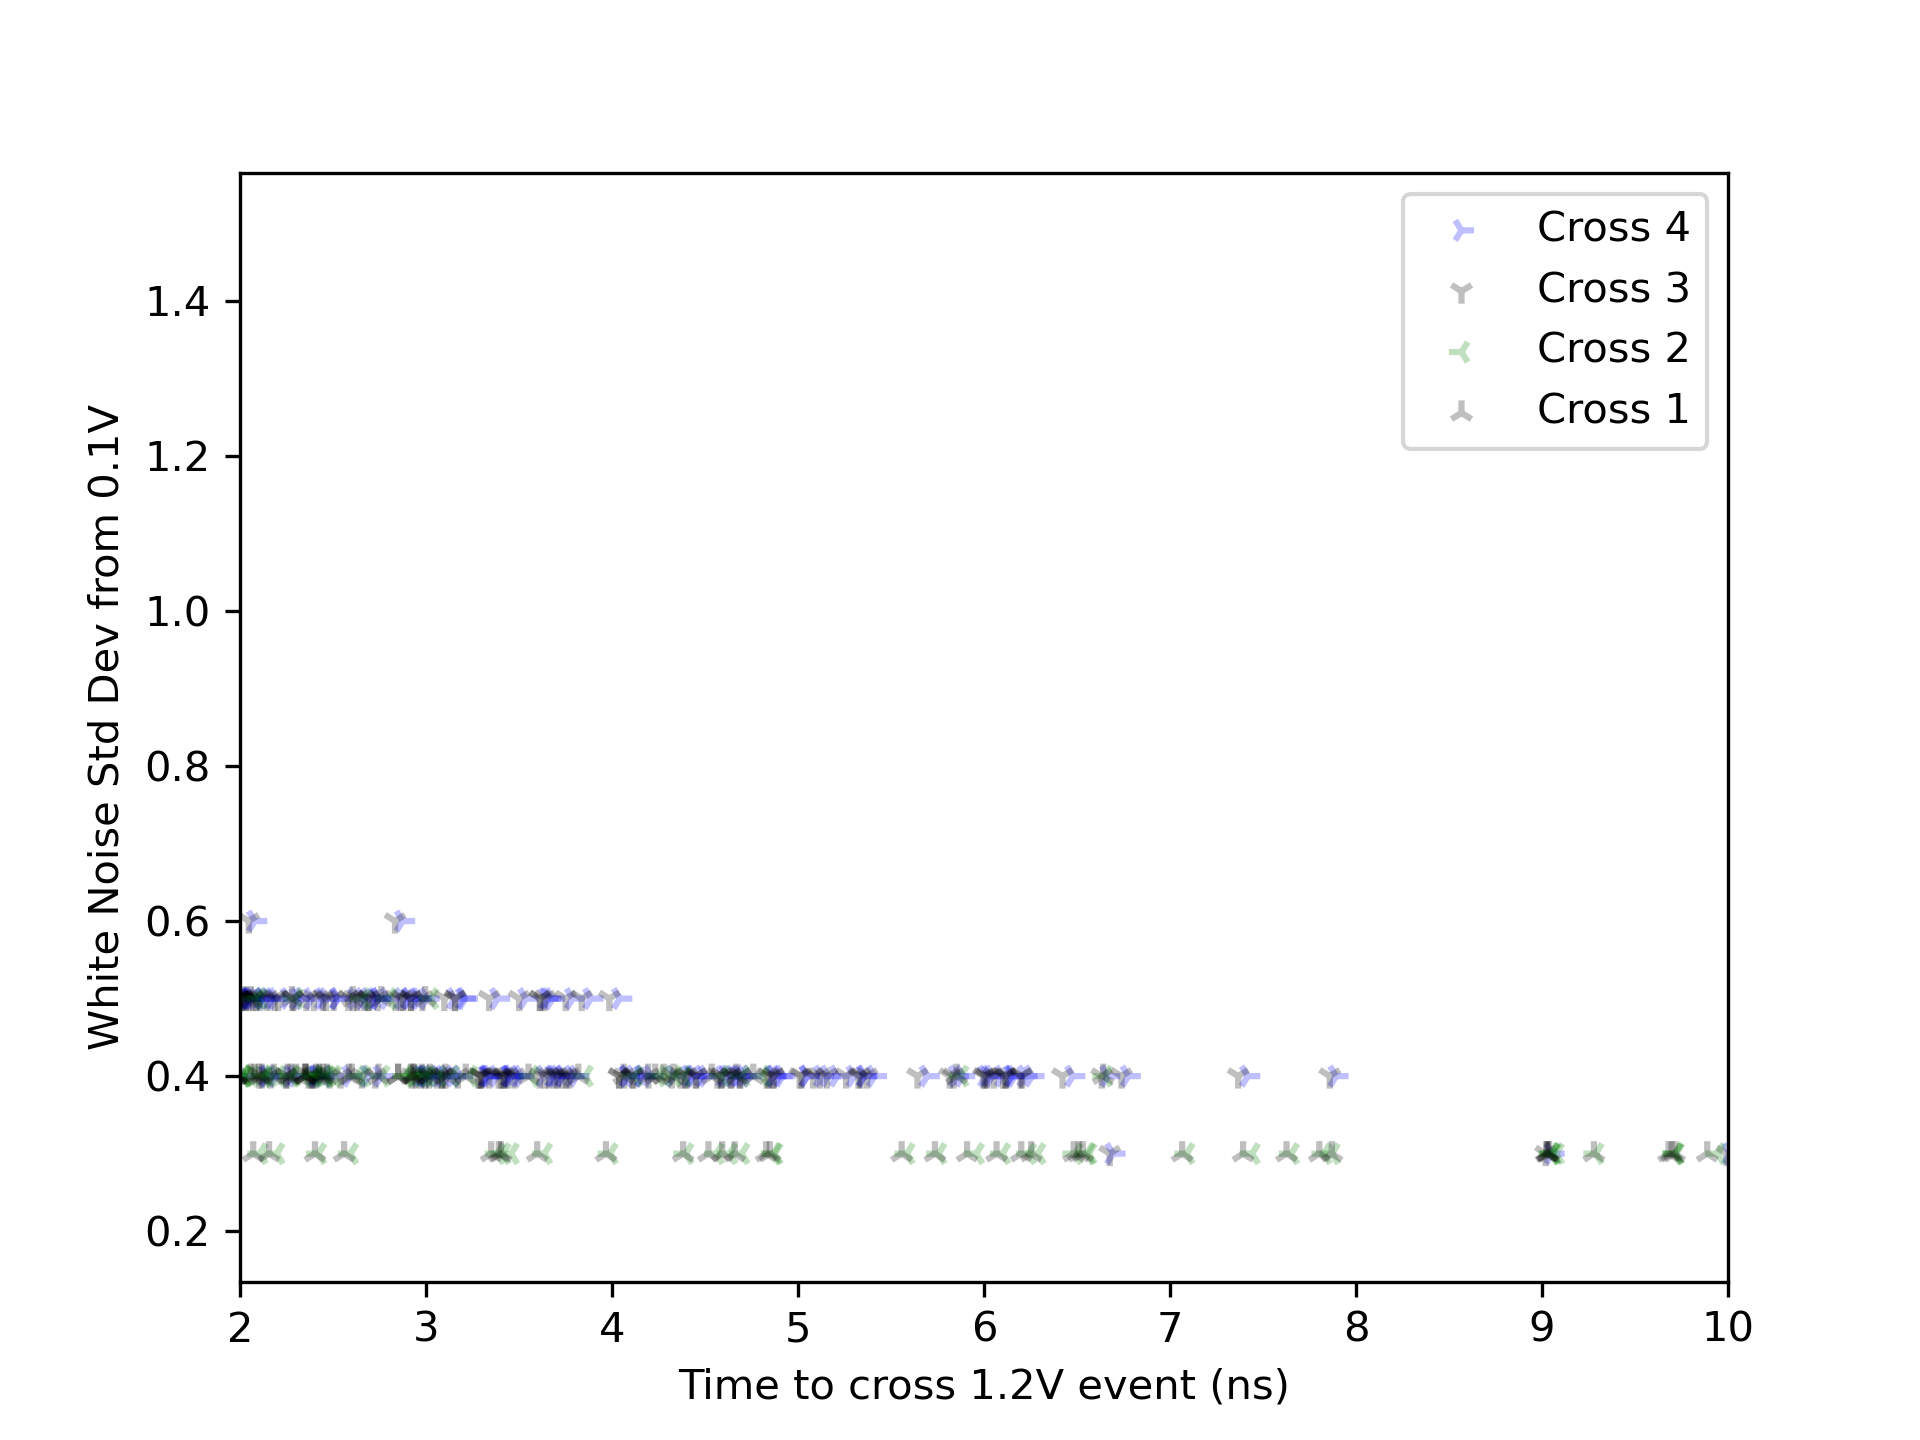 Cross 4
Cross 3
Cross 2
Cross 1
White Noise Std Dev from 0.1V
1.4
1.2
1.0
0.8
0.6
0.4
0.2
2 3 4 5 6 7 8 9 10
Time to cross 1.2V event (ns)